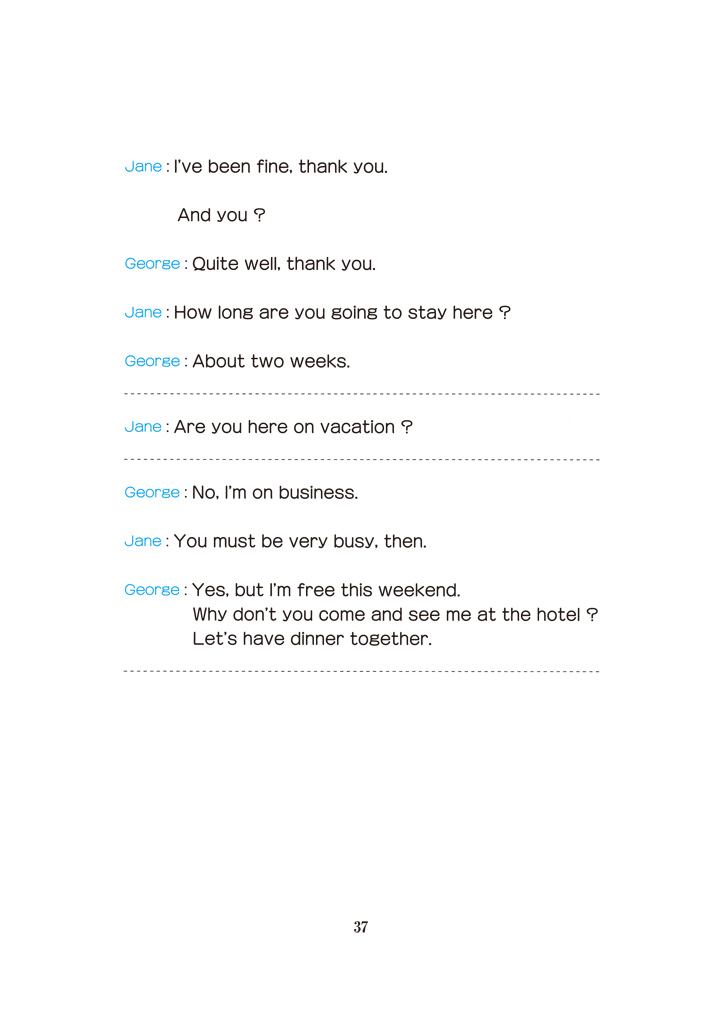 Jane : I've been fine, thank you.
And you ?
George : Quite well, thank you.
Jane : How long are you going to stay here ?
George : About two weeks.
Jane : Are you here on vacation ?
George : No, I'm on business.
Jane : You must be very busy, then.
George : Yes, but I'm free this weekend.
Why don't you come and see me at the hotel ?
Let's have dinner together.
37